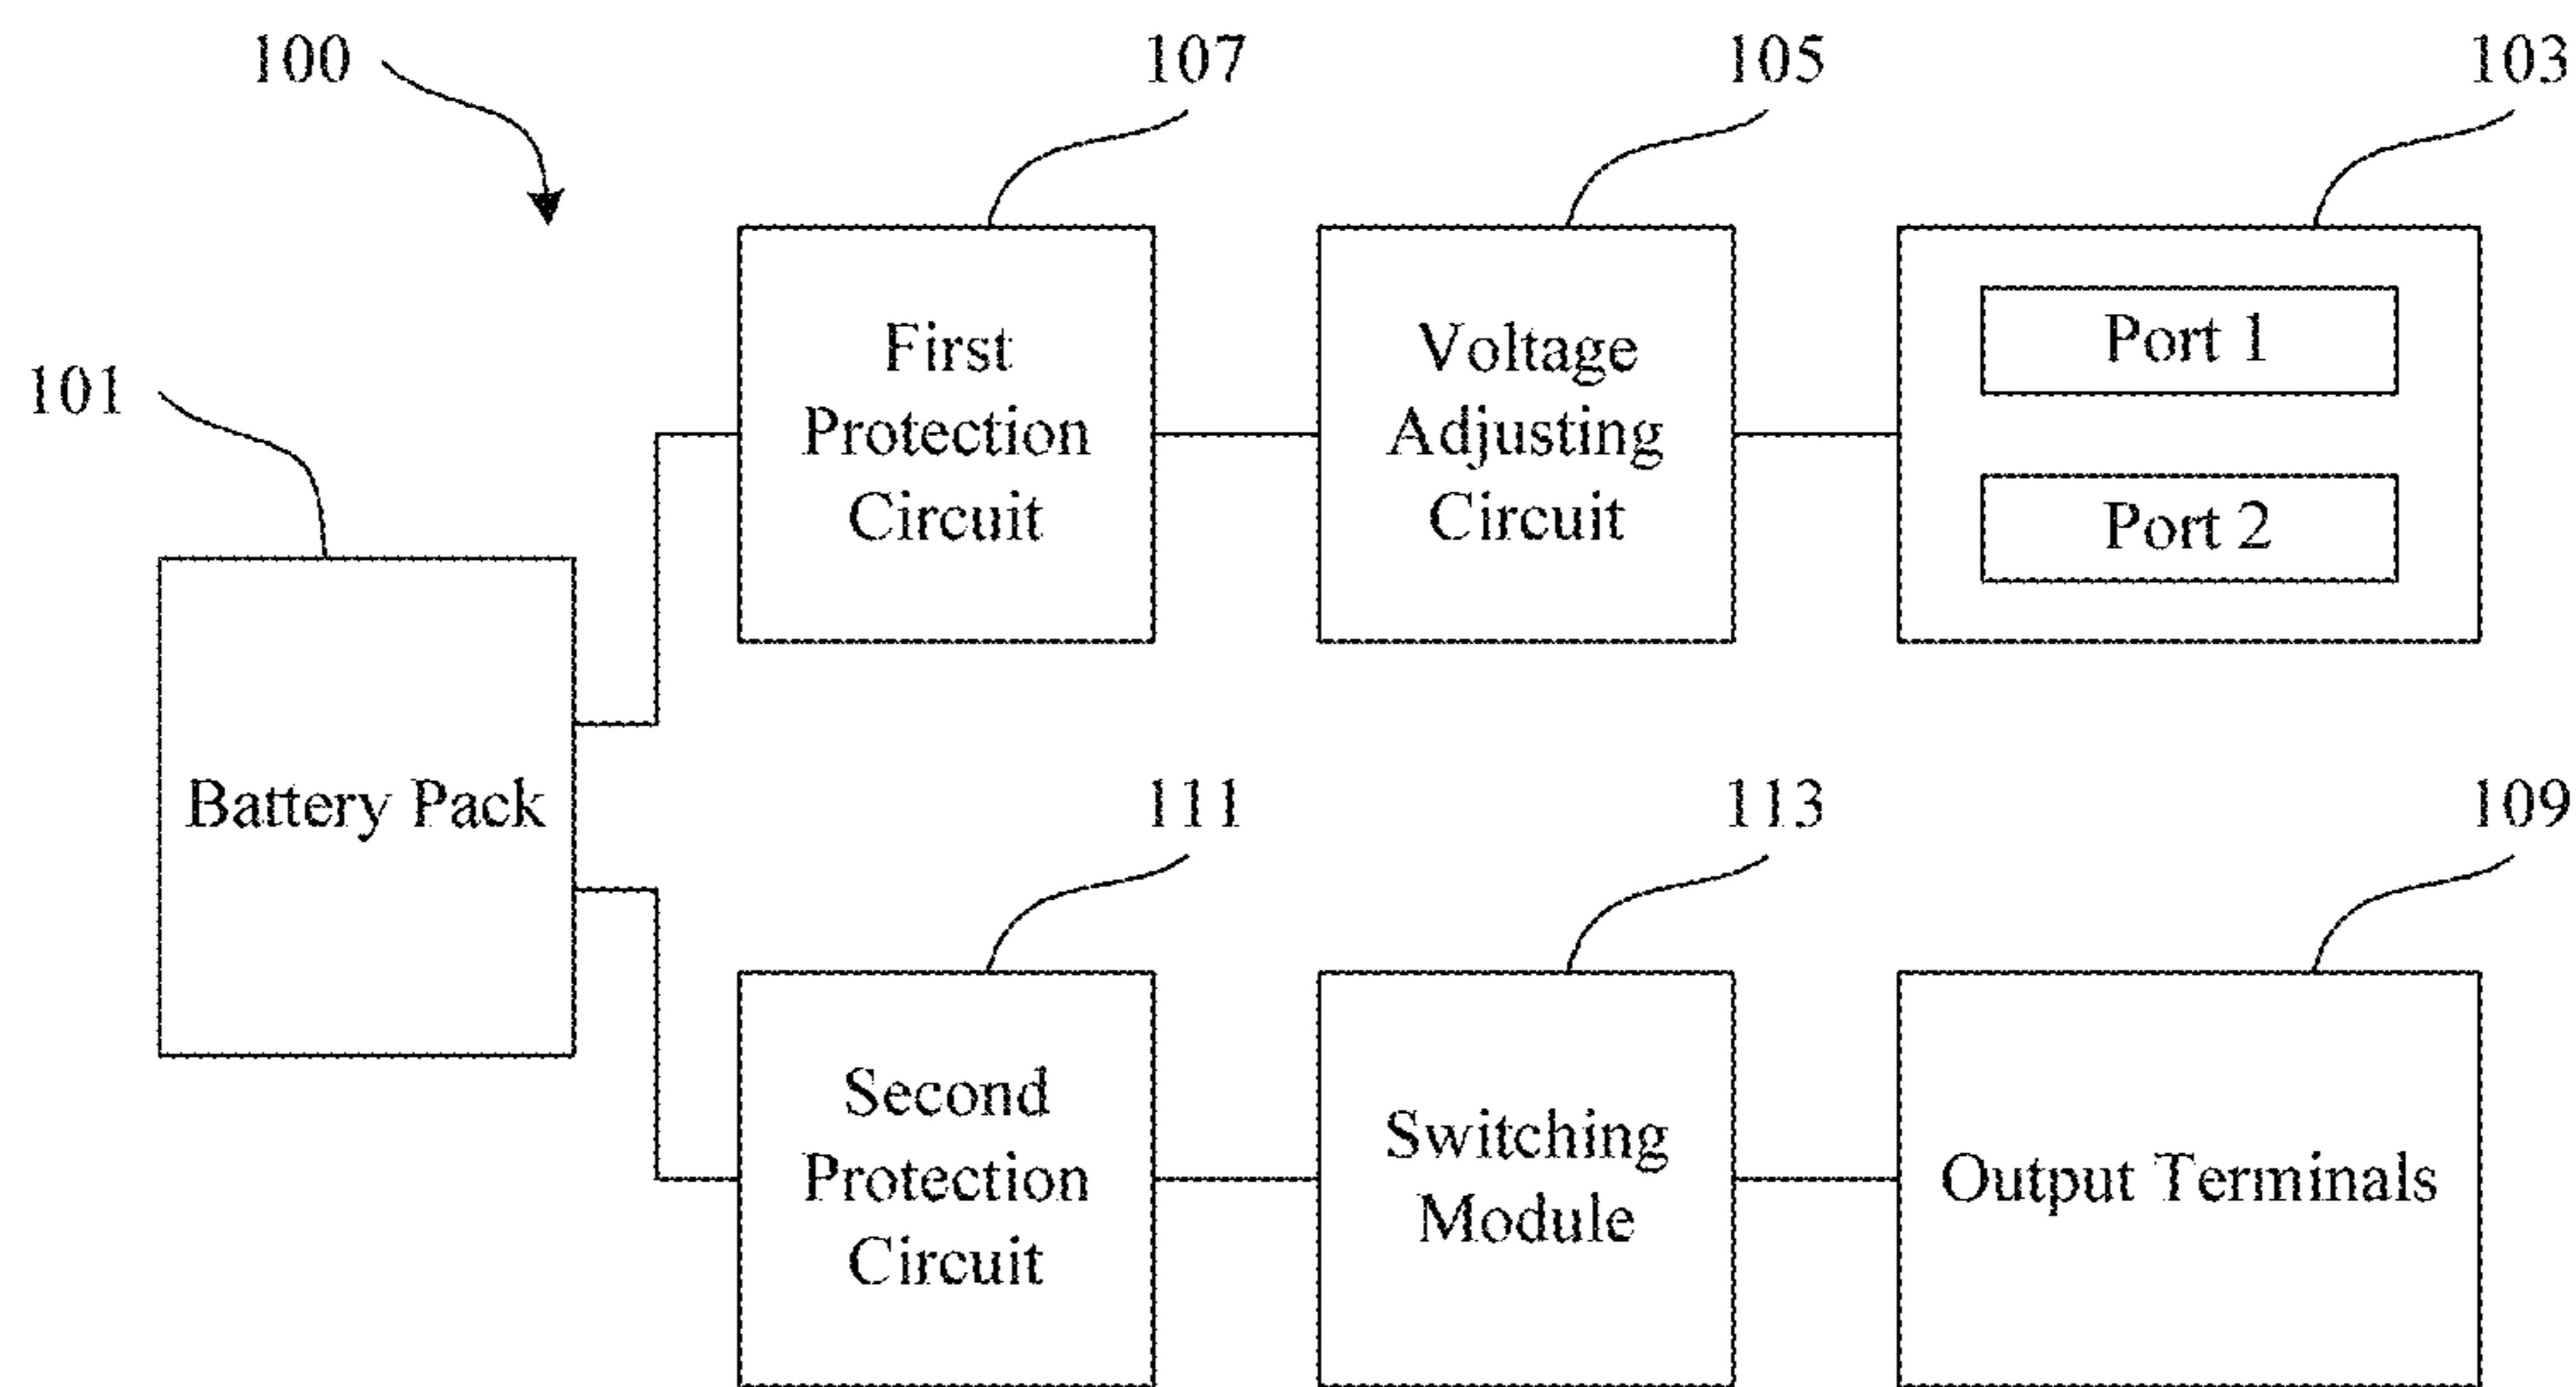 100
107
105
103
101
First
Protection
Circuit
Voltage
Adjusting
Circuit
Port 1
Port 2
Battery Pack
111
113
109
Second
Protection
Circuit
Switching
Module
Output Terminals